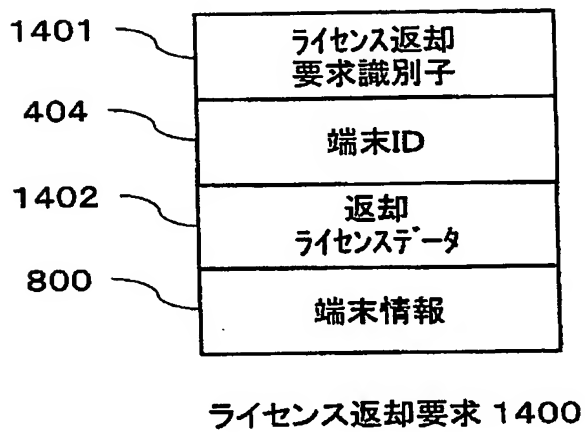 1401
ライセンス返却
要求識別子
404
端末ID
1402
返却
ライセンスデータ
800
端末情報
ライセンス返却要求 1400